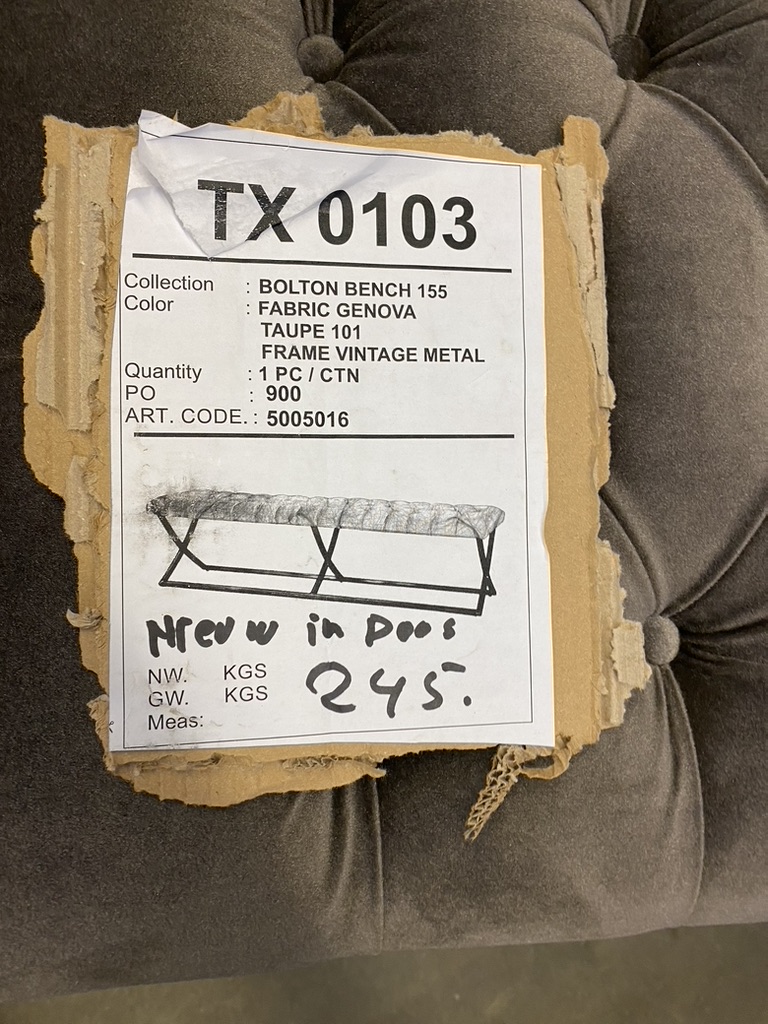 TX 0103
Collection : BOLTON BENCH 155
Color : FABRIC GENOVA
TAUPE 101
FRAME VINTAGE METAL
Quantity : 1 PC / CTN
PO : 900
ART. CODE. : 5005016
Nieuw in Doos
NW. KGS
GW. KGS
245.
Meas: